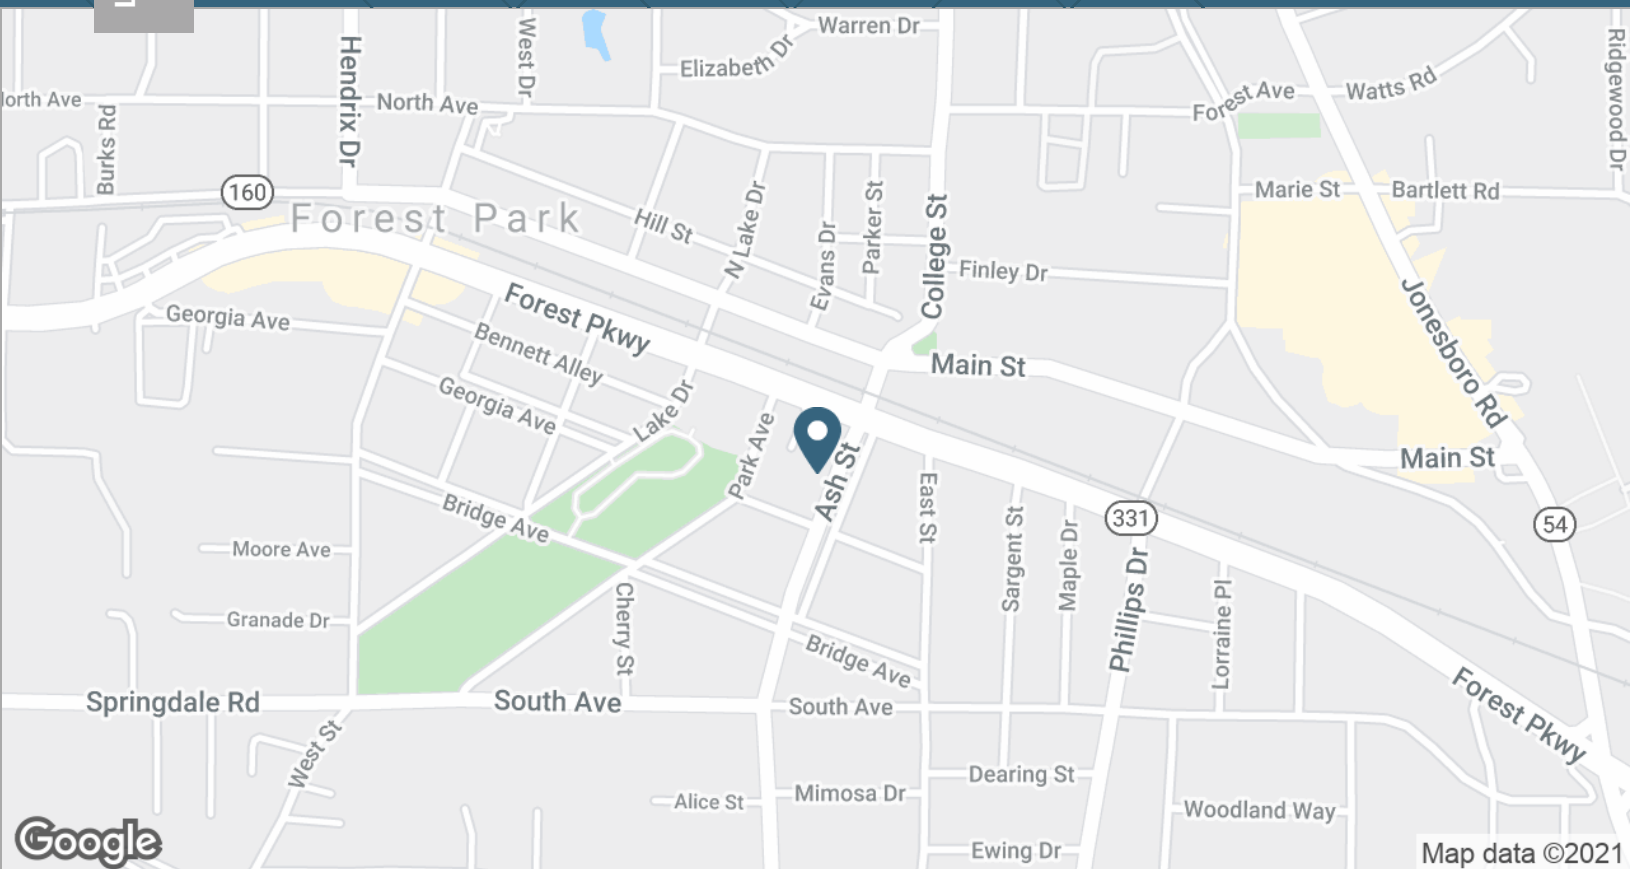 Warren Dr
Elizabeth Dr
West Dr
Hendrix Dr
Ridgewood Dr
Watts Rd
Forest Ave
North Ave
Burks Rd
160
Forest Park
Hill St
N Lake Dr
Evans Dr
Parker St
College St
Marie St
Bartlett Rd
Finley Dr
Georgia Ave
Forest Pkwy
Bennett Alley
Georgia Ave
Lake Dr
Main St
Jonesboro Rd
Main St
Park Ave
Ash St
East St
Bridge Ave
331
54
Moore Ave
Granade Dr
Cherry St
Sargent St
Maple Dr
Phillips Dr
Lorraine Pl
Bridge Ave
Springdale Rd
South Ave
South Ave
Forest Pkwy
West St
Dearing St
Alice St
Mimosa Dr
Woodland Way
Ewing Dr
Google
Map data ©2021